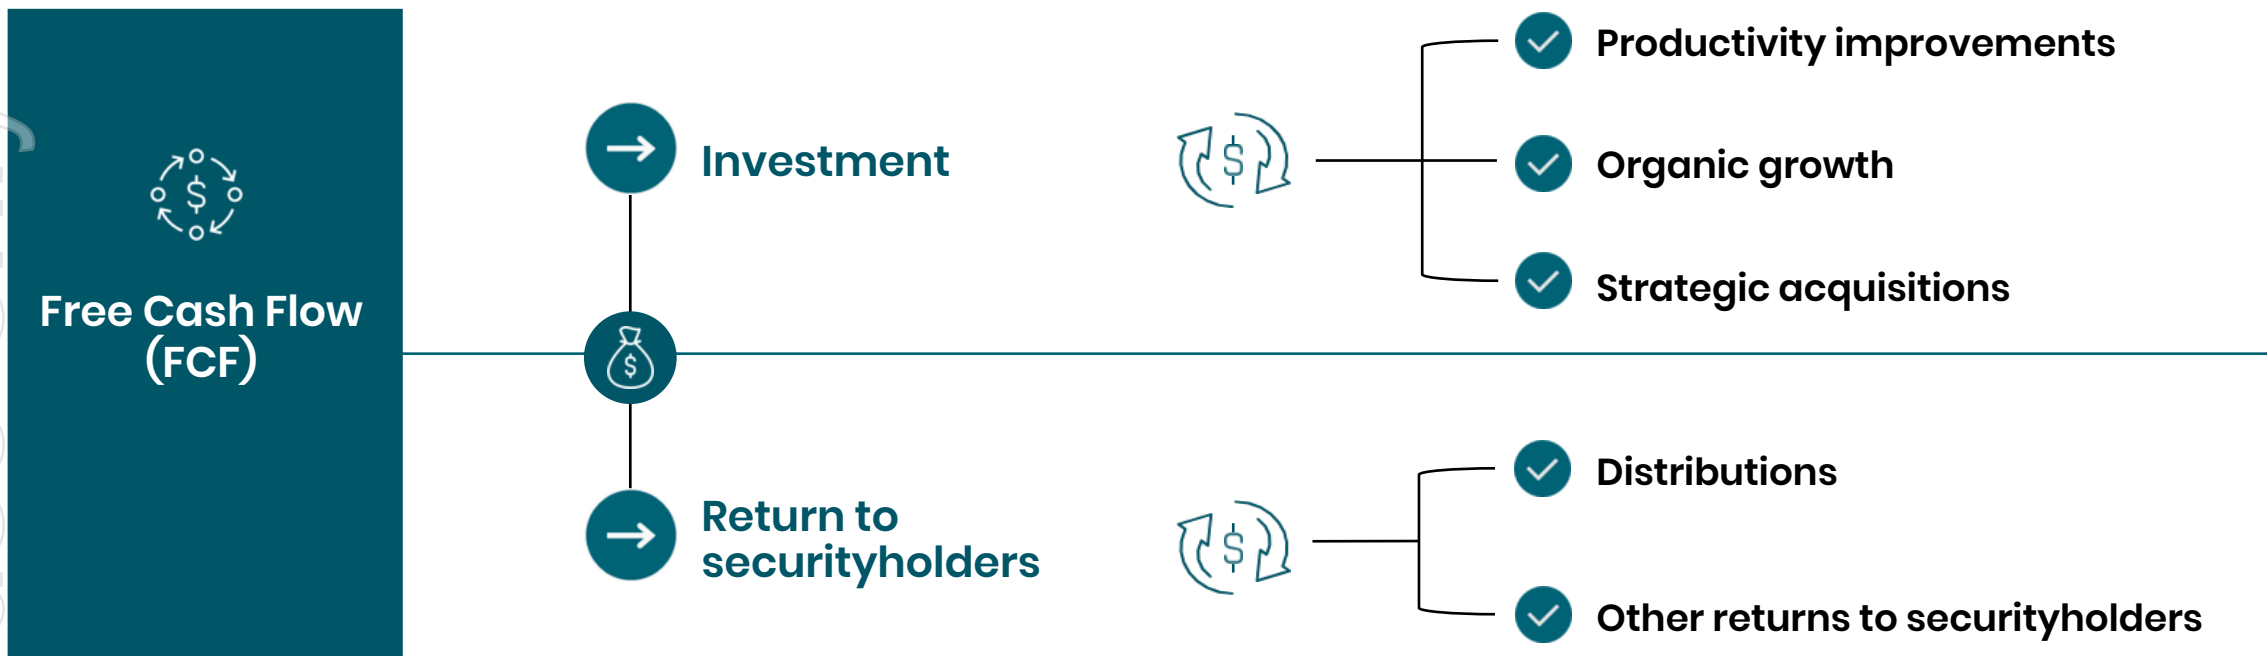 Free Cash Flow
(FCF)
Investment
Productivity improvements
Organic growth
Strategic acquisitions
Return to
securityholders
Distributions
Other returns to securityholders